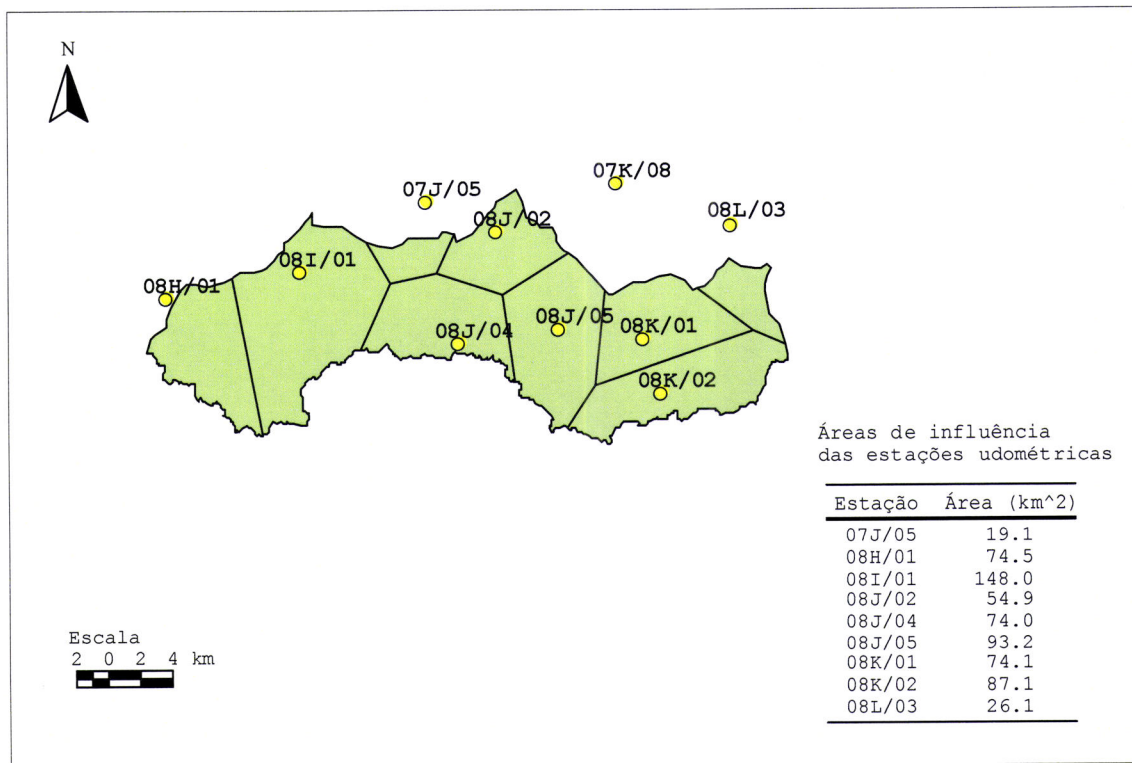 N
07K/08
07J/05
08L/03
08J/02
08I/01
08H/01
08J/05
08J/04
08K/01
08K/02
Áreas de influência
das estações udométricas
Estação Área (km^2)
07J/05 19.1
08H/01 74.5
08I/01 148.0
08J/02 54.9
08J/04 74.0
08J/05 93.2
08K/01 74.1
08K/02 87.1
08L/03 26.1
Escala
2 0 2 4 km